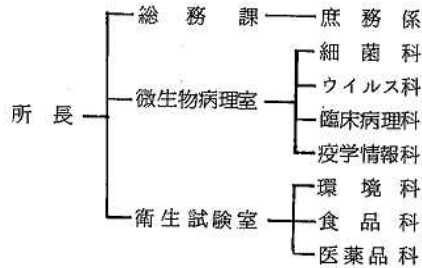 総務課 庶務係
細菌科
ウイルス科
所長 微生物病理室
臨床病理科
疫学情報科
環境科
衛生試験室 食品科
医薬品科